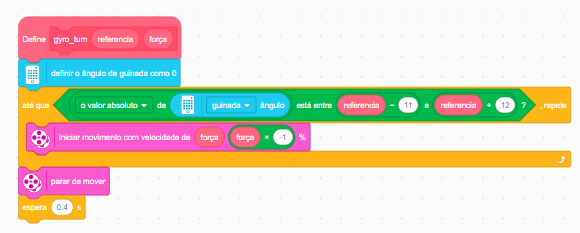 Define gyro_turn referencia força
definir o ângulo de guinada como 0
até que o valor absoluto de guinada ângulo está entre referencia - 11 e referencia + 12 ? , repete
iniciar movimento com velocidade de força força × -1 %
parar de mover
espera 0.4 s